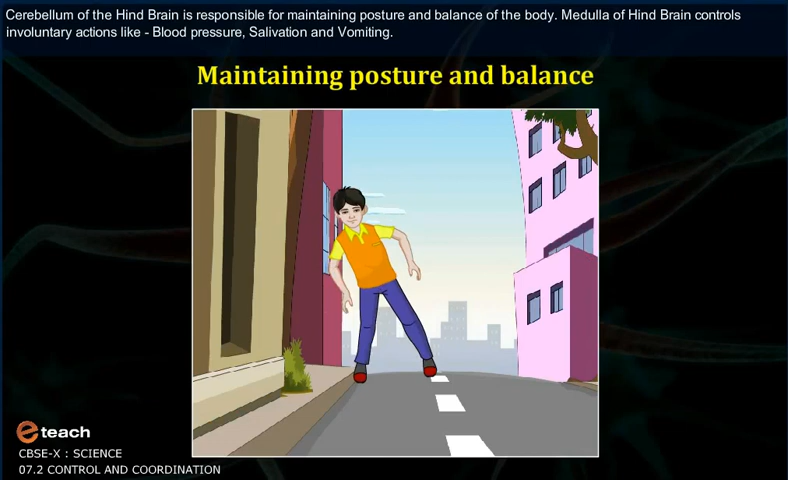 Cerebellum of the Hind Brain is responsible for maintaining posture and balance of the body. Medulla of Hind Brain controls
involuntary actions like - Blood pressure, Salivation and Vomiting.
Maintaining posture and balance
e teach
CBSE-X : SCIENCE
07.2 CONTROL AND COORDINATION